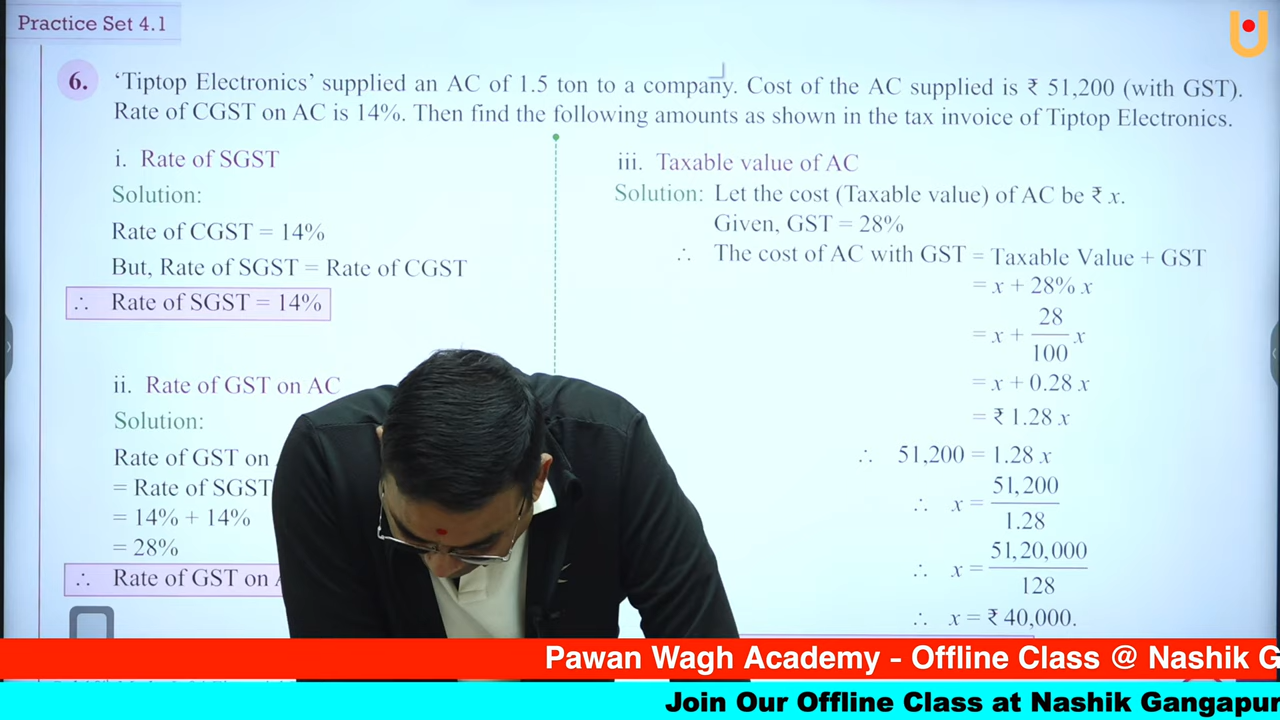 Practice Set 4.1
6. ‘Tiptop Electronics’ supplied an AC of 1.5 ton to a company. Cost of the AC supplied is ₹ 51,200 (with GST).
Rate of CGST on AC is 14%. Then find the following amounts as shown in the tax invoice of Tiptop Electronics.
i. Rate of SGST
Solution:
Rate of CGST = 14%
But, Rate of SGST = Rate of CGST
∴ Rate of SGST = 14%
ii. Rate of GST on AC
Solution:
Rate of GST on
= Rate of SGST
= 14% + 14%
= 28%
∴ Rate of GST on
iii. Taxable value of AC
Solution: Let the cost (Taxable value) of AC be ₹ x.
Given, GST = 28%
∴ The cost of AC with GST = Taxable Value + GST
= x + 28% x
= x + 28/100 x
= x + 0.28 x
= ₹ 1.28 x
∴ 51,200 = 1.28 x
∴ x = 51,200/1.28
∴ x = 51,20,000/128
∴ x = ₹ 40,000.
Pawan Wagh Academy - Offline Class @ Nashik G
Join Our Offline Class at Nashik Gangapur